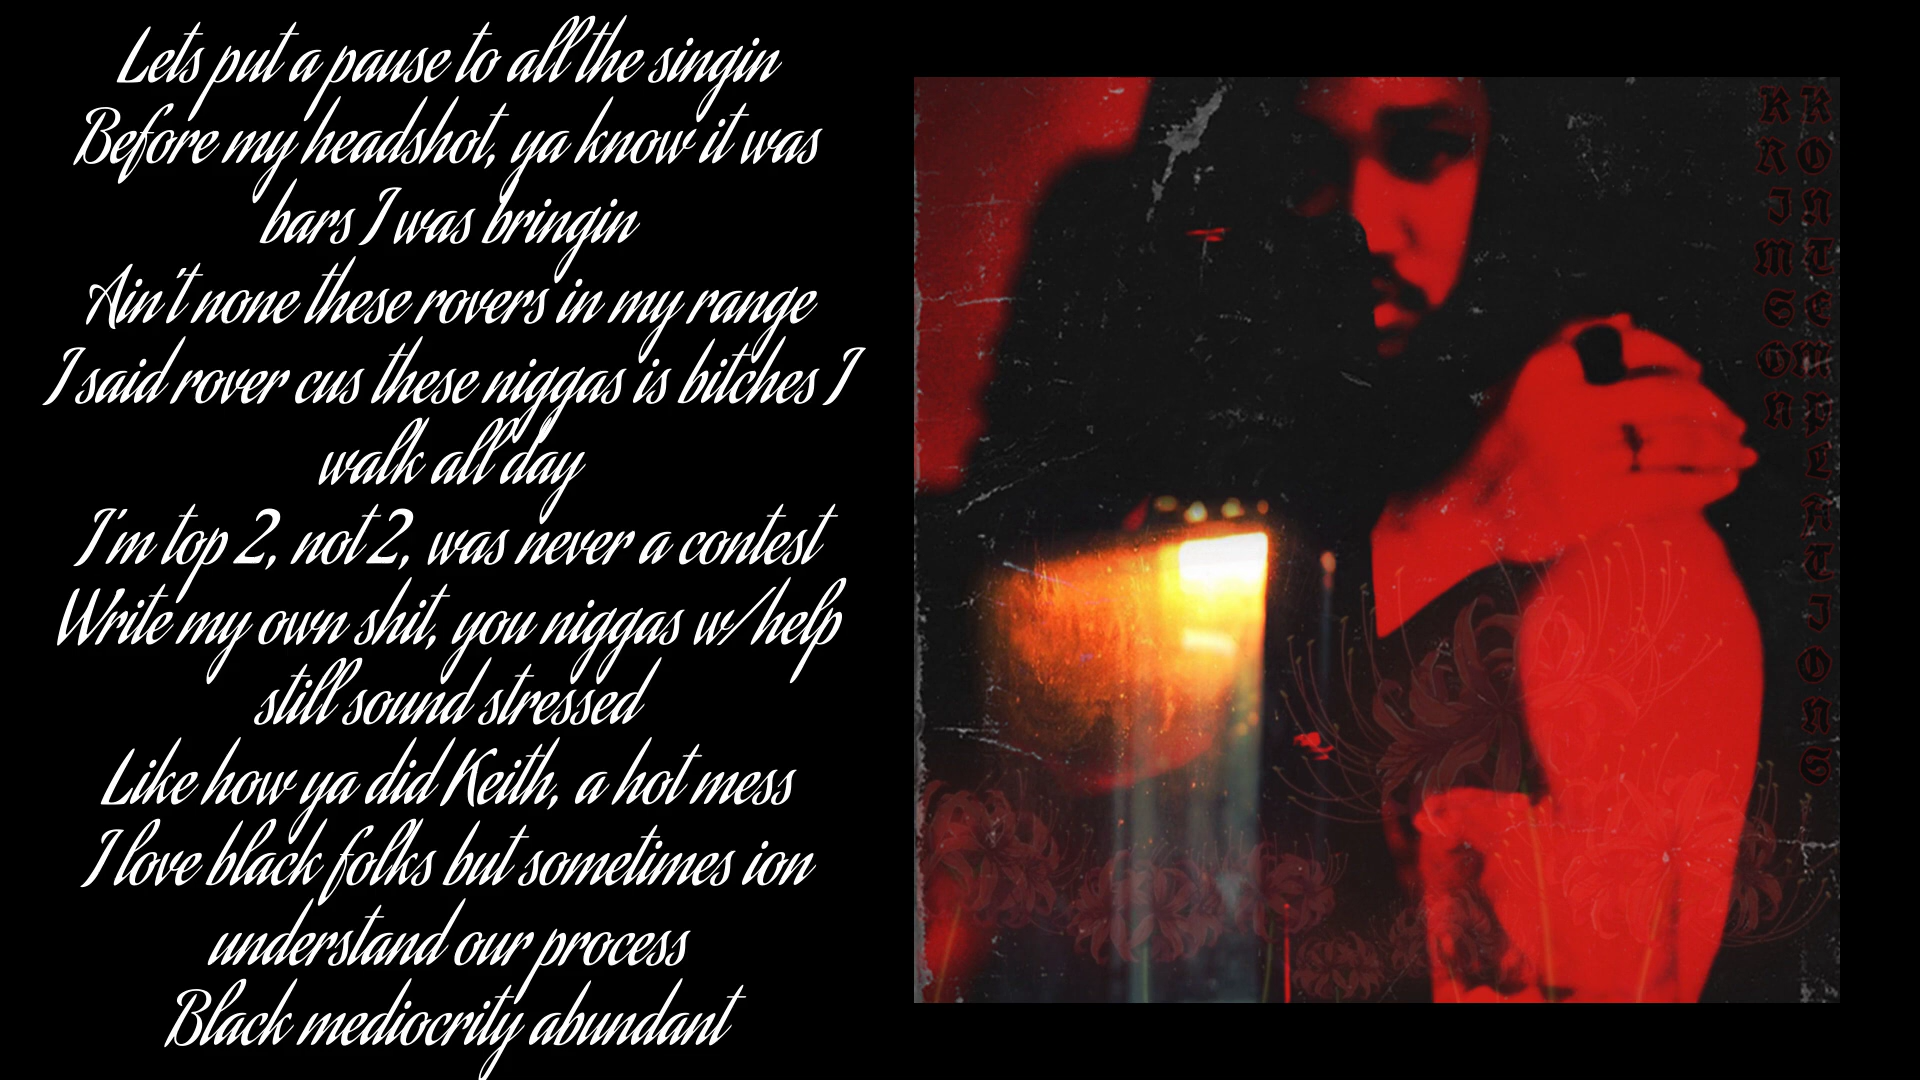 Lets put a pause to all the singin
Before my headshot, ya know it was
bars I was bringin
Ain't none these rovers in my range
I said rover cus these niggas is bitches I
walk all day
I'm top 2, not 2, was never a contest
Write my own shit, you niggas w/help
still sound stressed
Like how ya did Keith, a hot mess
I love black folks but sometimes ion
understand our process
Black mediocrity abundant
KRIMSON
KONTEMPLATIONS